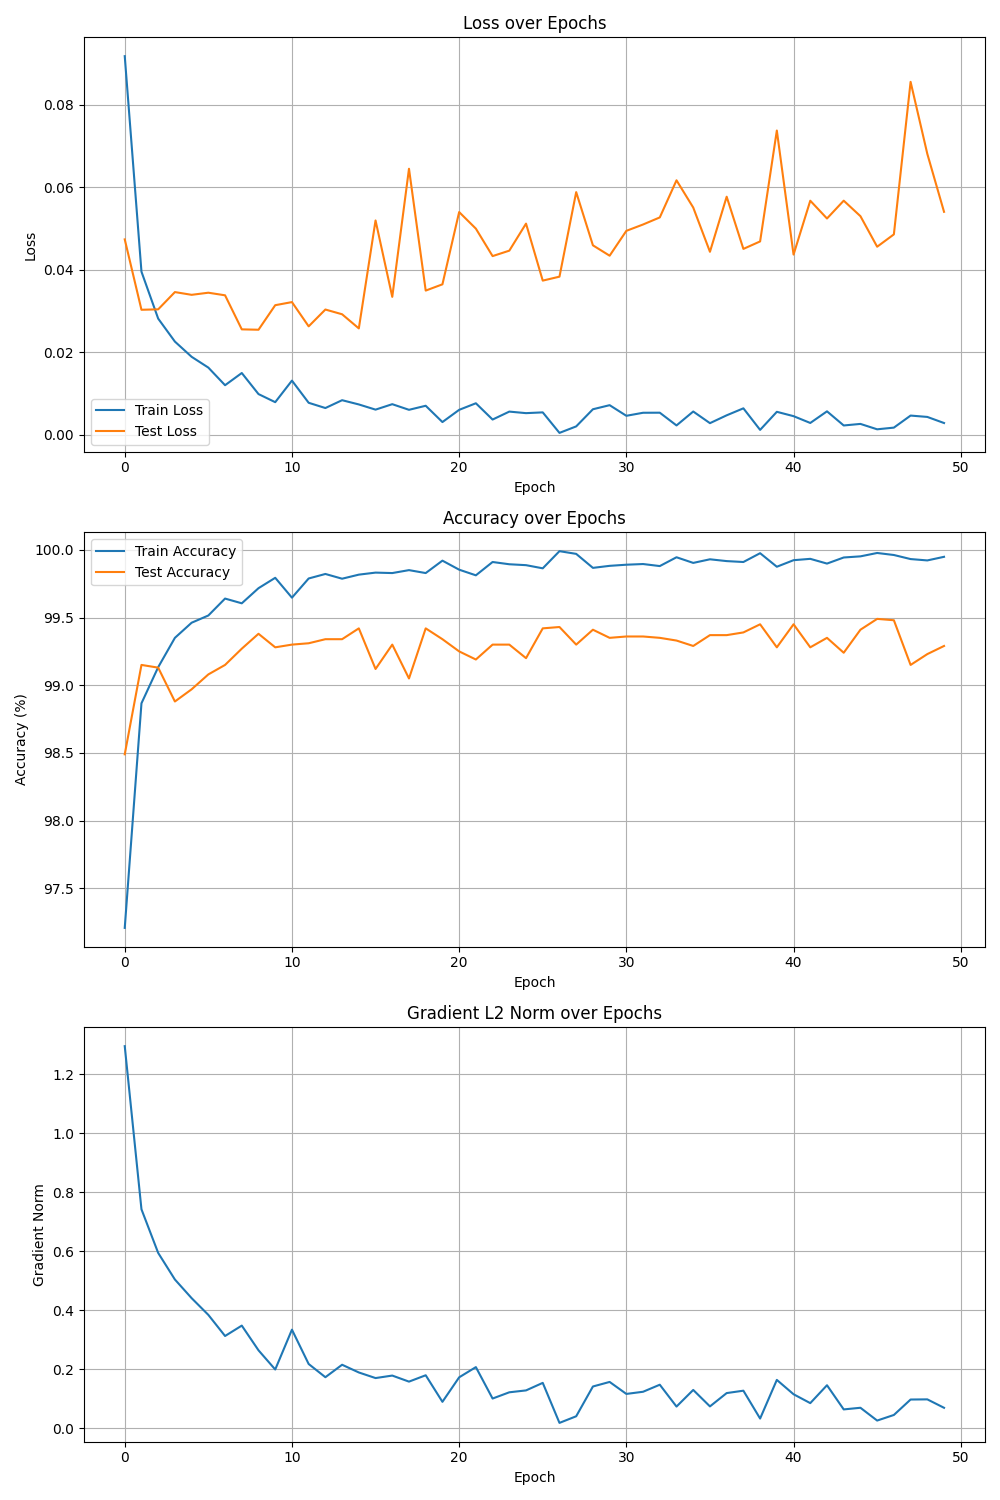 Loss over Epochs
0.08
0.06
0.04
0.02
0.00
Loss
Train Loss
Test Loss
0 10 20 30 40 50
Epoch
Accuracy over Epochs
100.0
99.5
99.0
98.5
98.0
97.5
Accuracy (%)
Train Accuracy
Test Accuracy
0 10 20 30 40 50
Epoch
Gradient L2 Norm over Epochs
1.2
1.0
0.8
0.6
0.4
0.2
0.0
Gradient Norm
0 10 20 30 40 50
Epoch